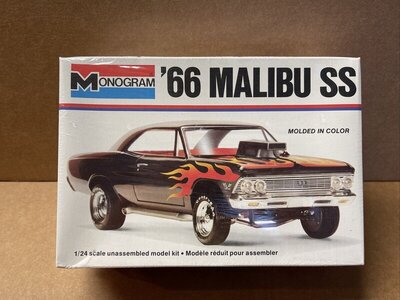 MONOGRAM
'66 MALIBU SS
MOLDED IN COLOR
1/24 scale unassembled model kit • Modèle réduit pour assembler